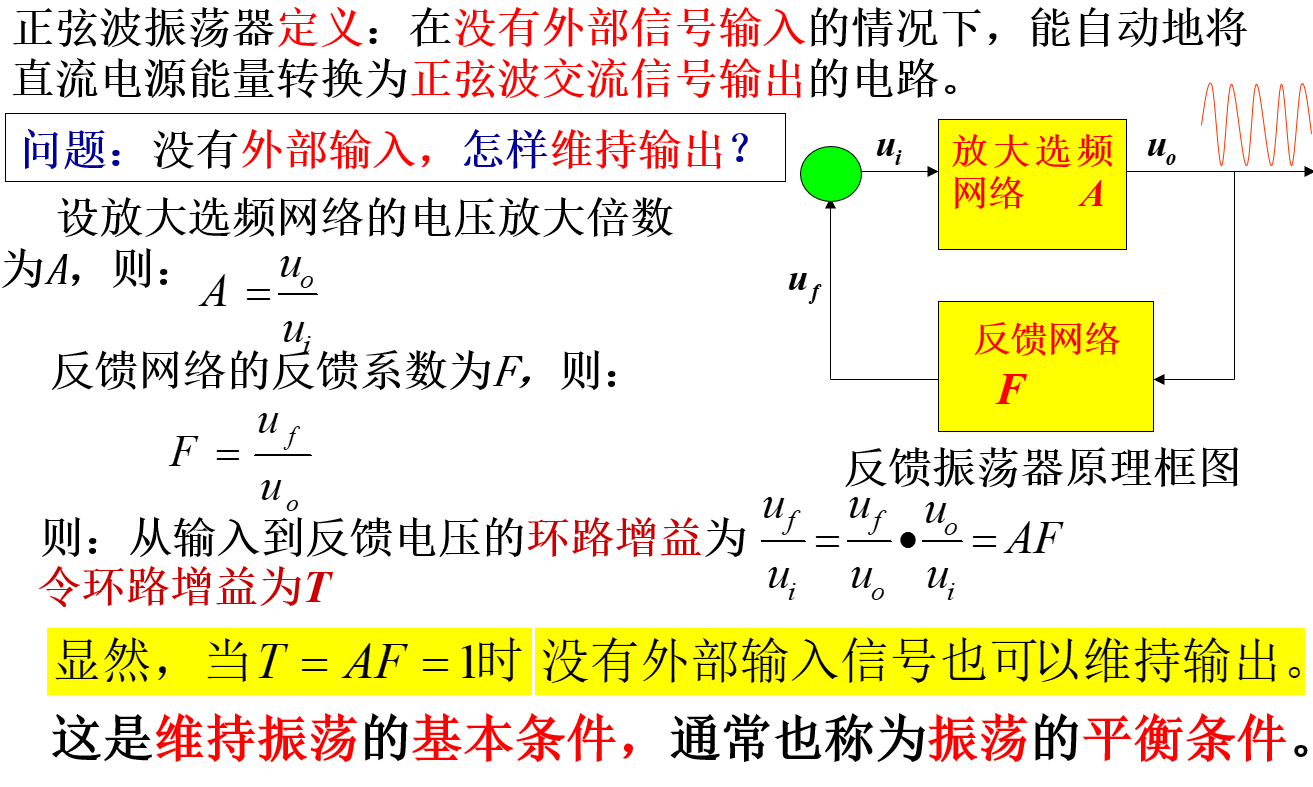 正弦波振荡器定义：在没有外部信号输入的情况下，能自动地将
直流电源能量转换为正弦波交流信号输出的电路。
问题：没有外部输入，怎样维持输出？
设放大选频网络的电压放大倍数
为A，则：
A = u_o / u_i
反馈网络的反馈系数为F，则：
F = u_f / u_o
u_i
放大选频
网络 A
u_o
u_f
反馈网络
F
反馈振荡器原理框图
则：从输入到反馈电压的环路增益为 u_f / u_i = u_f / u_o • u_o / u_i = AF
令环路增益为T
显然，当T = AF = 1时 没有外部输入信号也可以维持输出。
这是维持振荡的基本条件，通常也称为振荡的平衡条件。